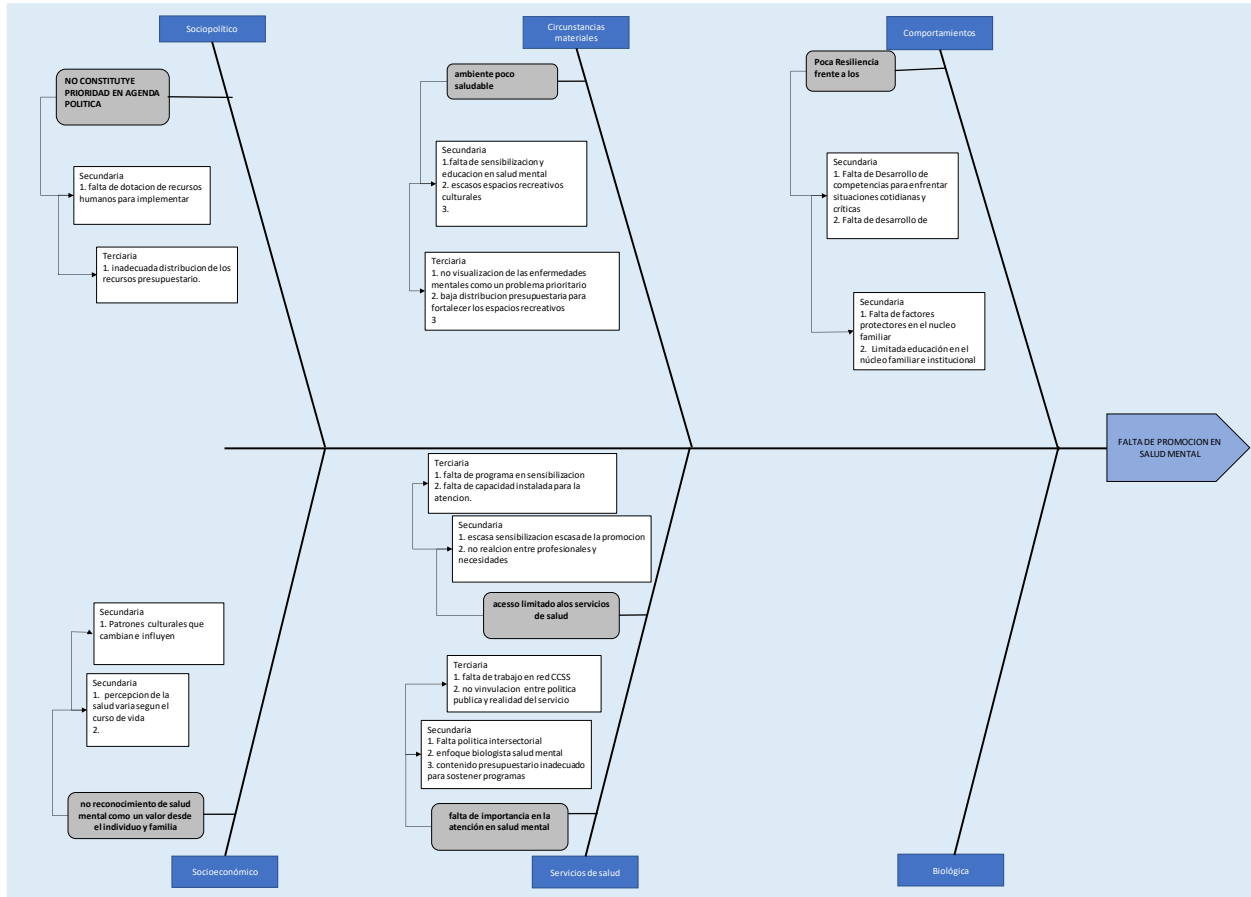 Sociopolítico
Circunstancias
materiales
Comportamientos
NO CONSTITUTYE
PRIORIDAD EN AGENDA
POLITICA
Secundaria
1. falta de dotacion de recursos
humanos para implementar
Terciaria
1. inadecuada distribucion de los
recursos presupuestario.
ambiente poco
saludable
Secundaria
1.falta de sensibilizacion y
educacion en salud mental
2. escasos espacios recreativos
culturales
3.
Terciaria
1. no visualizacion de las enfermedades
mentales como un problema prioritario
2. baja distribucion presupuestaria para
fortalecer los espacios recreativos
3
Poca Resiliencia
frente a los
Secundaria
1. Falta de Desarrollo de
competencias para enfrentar
situaciones cotidianas y
críticas
2. Falta de desarrollo de
Secundaria
1. Falta de factores
protectores en el nucleo
familiar
2. Limitada educación en el
núcleo familiar e institucional
FALTA DE PROMOCION EN
SALUD MENTAL
Terciaria
1. falta de programa en sensibilizacion
2. falta de capacidad instalada para la
atencion.
Secundaria
1. escasa sensibilizacion escasa de la promocion
2. no realcion entre profesionales y
necesidades
acesso limitado alos servicios
de salud
Secundaria
1. Patrones culturales que
cambian e influyen
Secundaria
1. percepcion de la
salud varia segun el
curso de vida
2.
no reconocimiento de salud
mental como un valor desde
el individuo y familia
Terciaria
1. falta de trabajo en red CCSS
2. no vinvulacion entre politica
publica y realidad del servicio
Secundaria
1. Falta politica intersectorial
2. enfoque biologista salud mental
3. contenido presupuestario inadecuado
para sostener programas
falta de importancia en la
atención en salud mental
Socioeconómico
Servicios de salud
Biológica